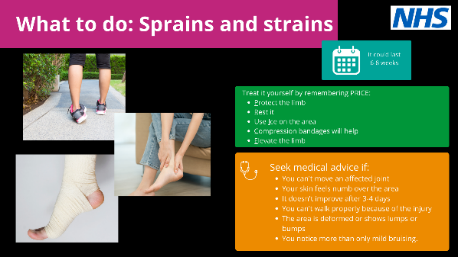 What to do: Sprains and strains
NHS
It could last
6-8 weeks
Treat it yourself by remembering PRICE:
Protect the limb
Rest it
Use Ice on the area
Compression bandages will help
Elevate the limb
Seek medical advice if:
You can't move an affected joint
Your skin feels numb over the area
It doesn't improve after 3-4 days
You can't walk properly because of the injury
The area is deformed or shows lumps or
bumps
You notice more than only mild bruising.